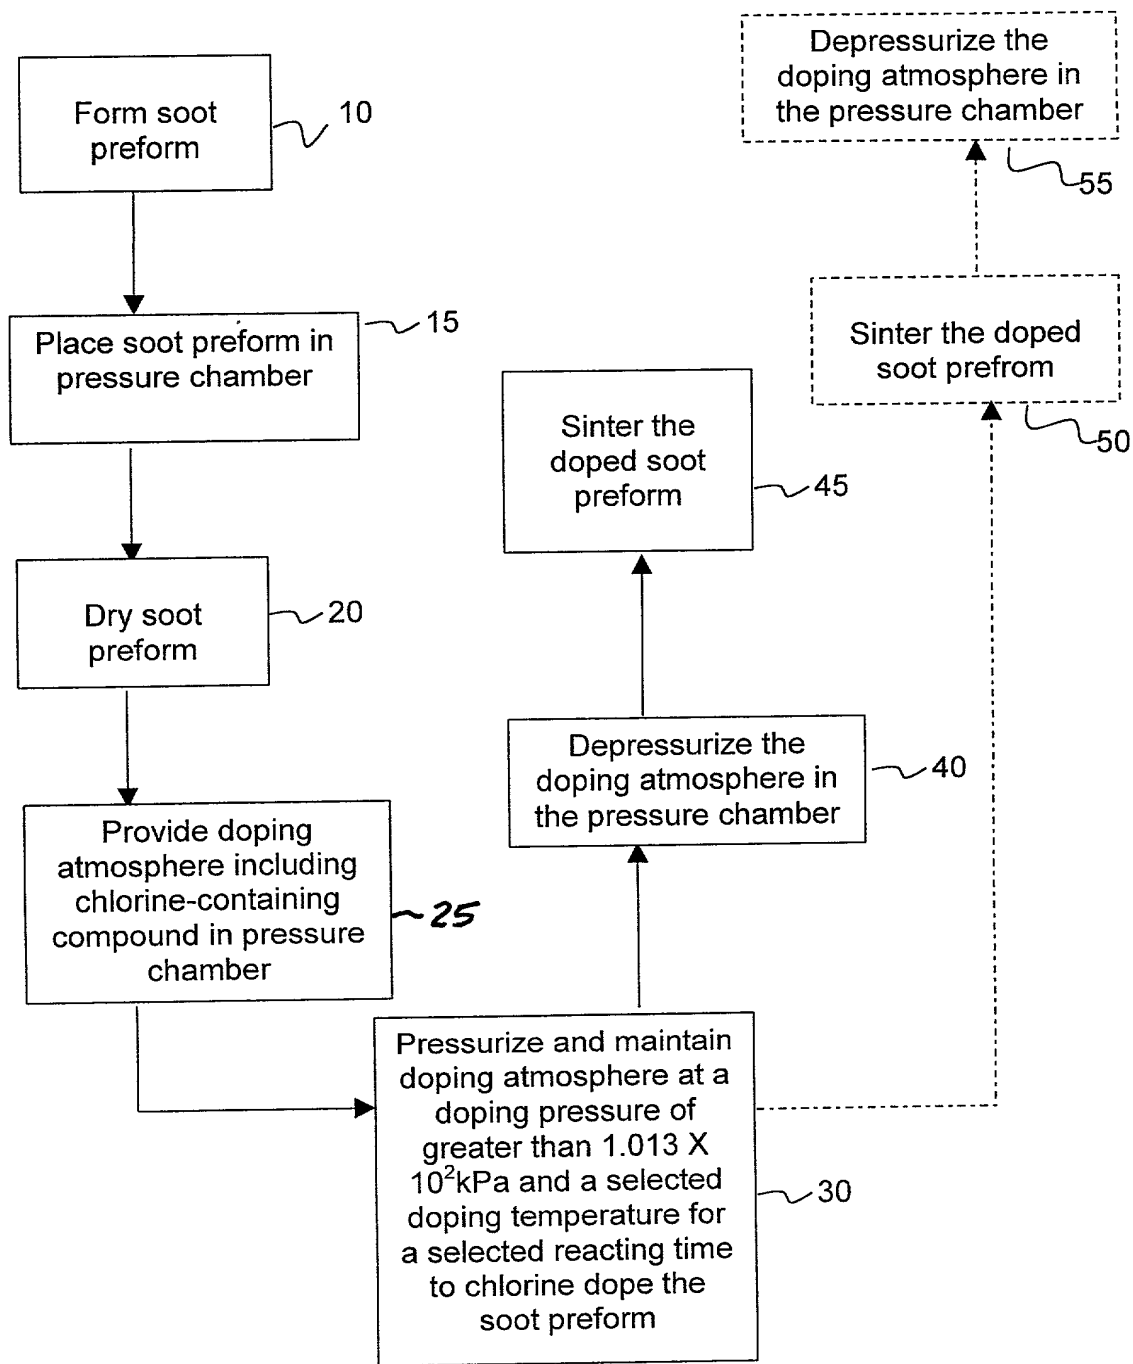 Form soot
preform
10
Place soot preform in
pressure chamber
15
Dry soot
preform
20
Provide doping
atmosphere including
chlorine-containing
compound in pressure
chamber
25
Pressurize and maintain
doping atmosphere at a
doping pressure of
greater than 1.013 X
10²kPa and a selected
doping temperature for
a selected reacting time
to chlorine dope the
soot preform
30
Depressurize the
doping atmosphere in
the pressure chamber
40
Sinter the
doped soot
preform
45
Sinter the doped
soot prefrom
50
Depressurize the
doping atmosphere in
the pressure chamber
55